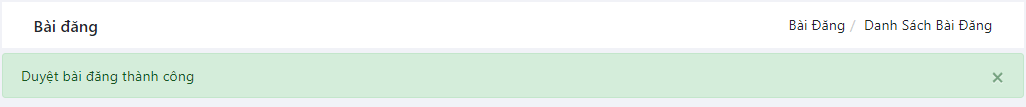 Bài đăng
Bài Đăng / Danh Sách Bài Đăng
Duyệt bài đăng thành công ×